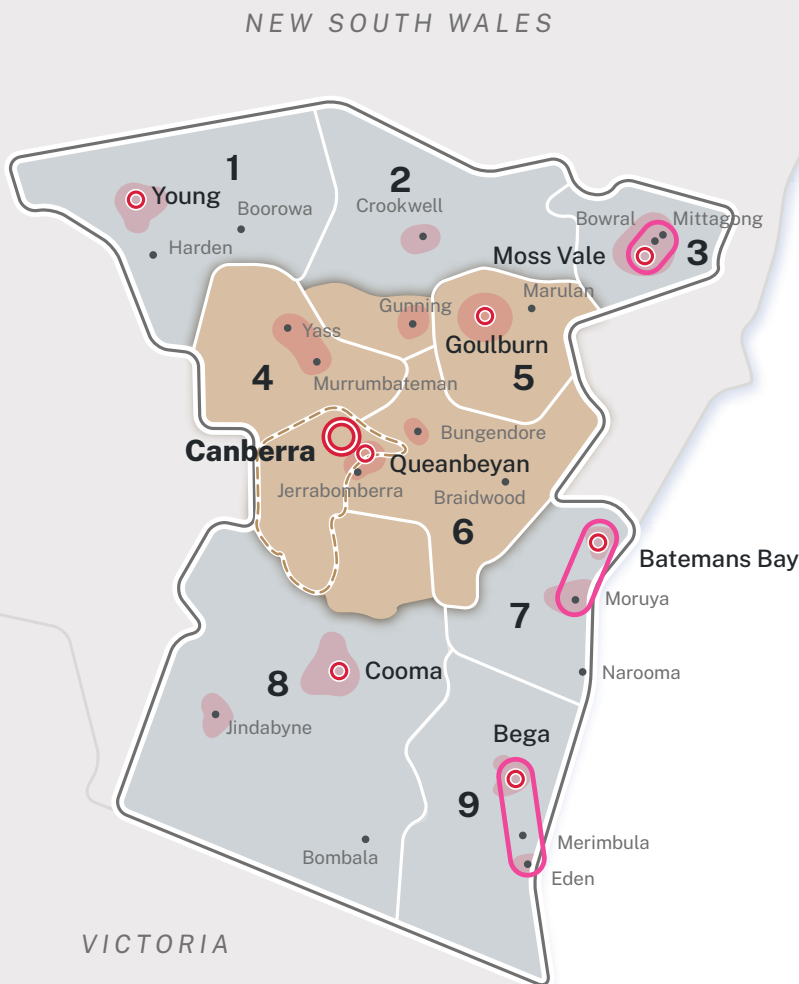 NEW SOUTH WALES
1
2
Young
Crookwell
Boorowa
Bowral
Mittagong
Harden
Moss Vale
3
Marulan
Gunning
Yass
Goulburn
4
Murrumbateman
5
Bungendore
Canberra
Queanbeyan
Jerrabomberra
Braidwood
6
Batemans Bay
Moruya
7
Cooma
Narooma
8
Jindabyne
Bega
9
Merimbula
Bombala
Eden
VICTORIA